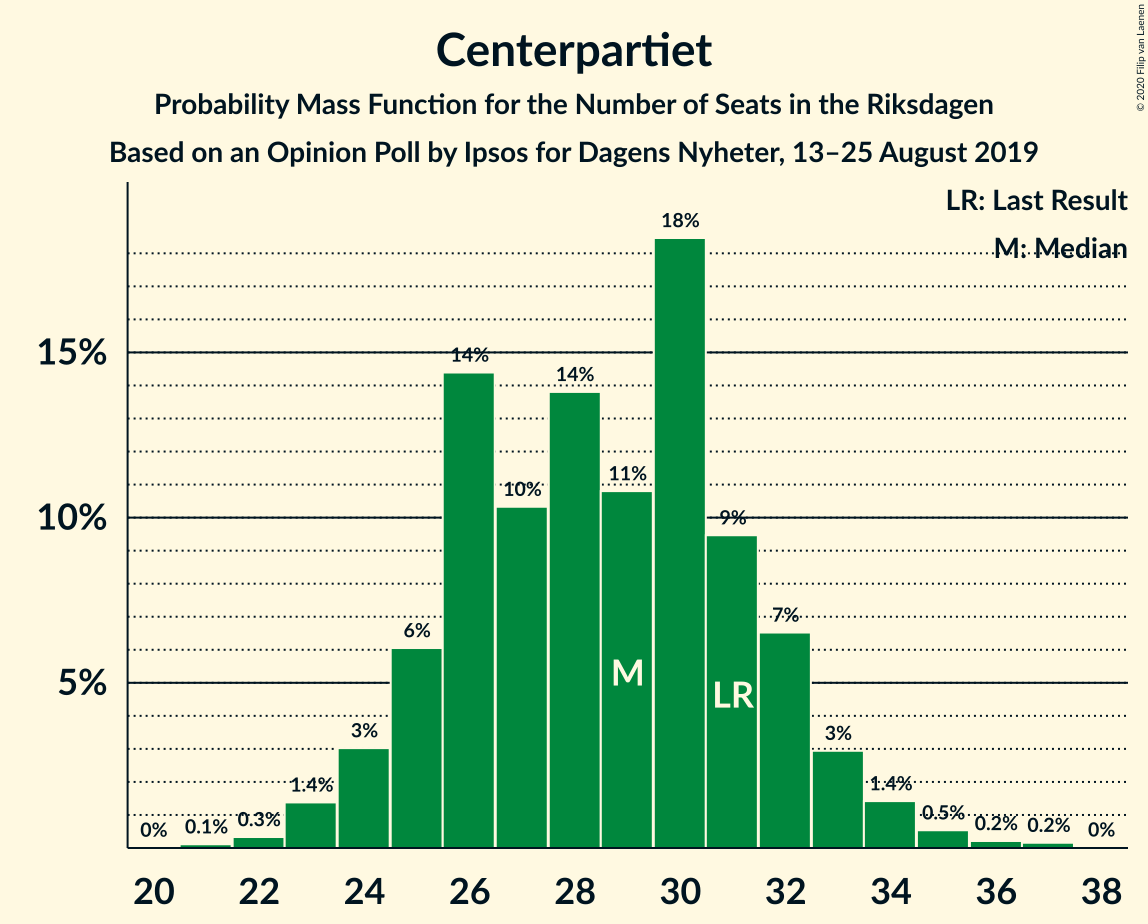 © 2020 Filip van Laenen
Centerpartiet
Probability Mass Function for the Number of Seats in the Riksdagen
Based on an Opinion Poll by Ipsos for Dagens Nyheter, 13–25 August 2019
LR: Last Result
M: Median
15%
10%
5%
0%
0.1%
0.3%
1.4%
3%
6%
14%
10%
14%
11%
18%
9%
7%
3%
1.4%
0.5%
0.2%
0.2%
0%
M
LR
20 22 24 26 28 30 32 34 36 38